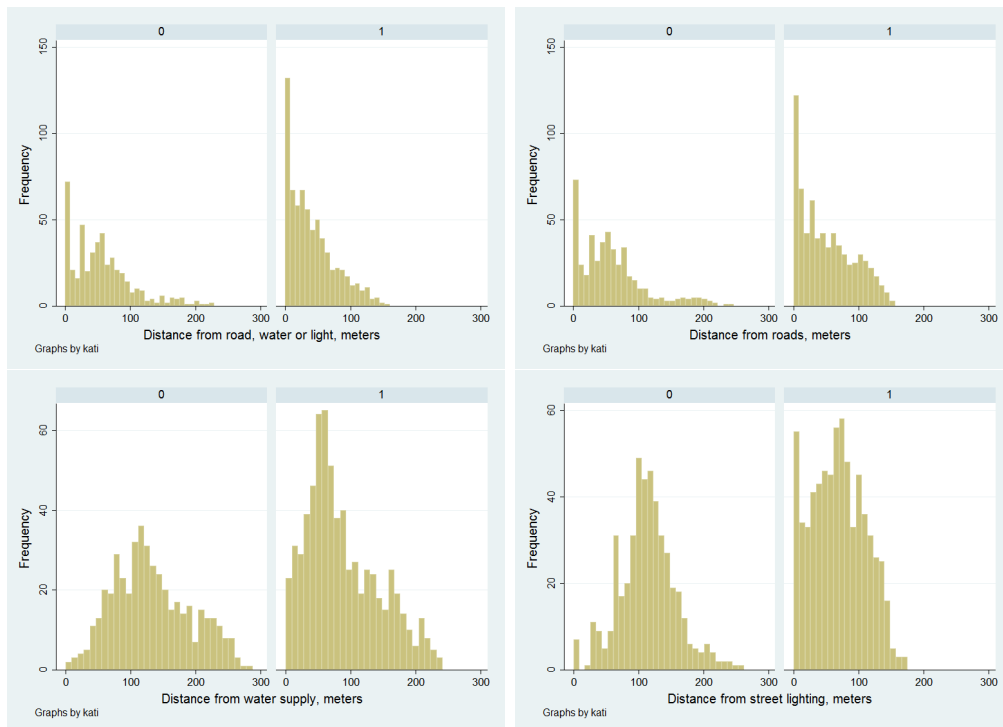 0 1
150
100
50
0
Frequency
0 100 200 300 0 100 200 300
Distance from road, water or light, meters
Graphs by kati
0 1
150
100
50
0
Frequency
0 100 200 300 0 100 200 300
Distance from roads, meters
Graphs by kati
0 1
60
40
20
0
Frequency
0 100 200 300 0 100 200 300
Distance from water supply, meters
Graphs by kati
0 1
60
40
20
0
Frequency
0 100 200 300 0 100 200 300
Distance from street lighting, meters
Graphs by kati